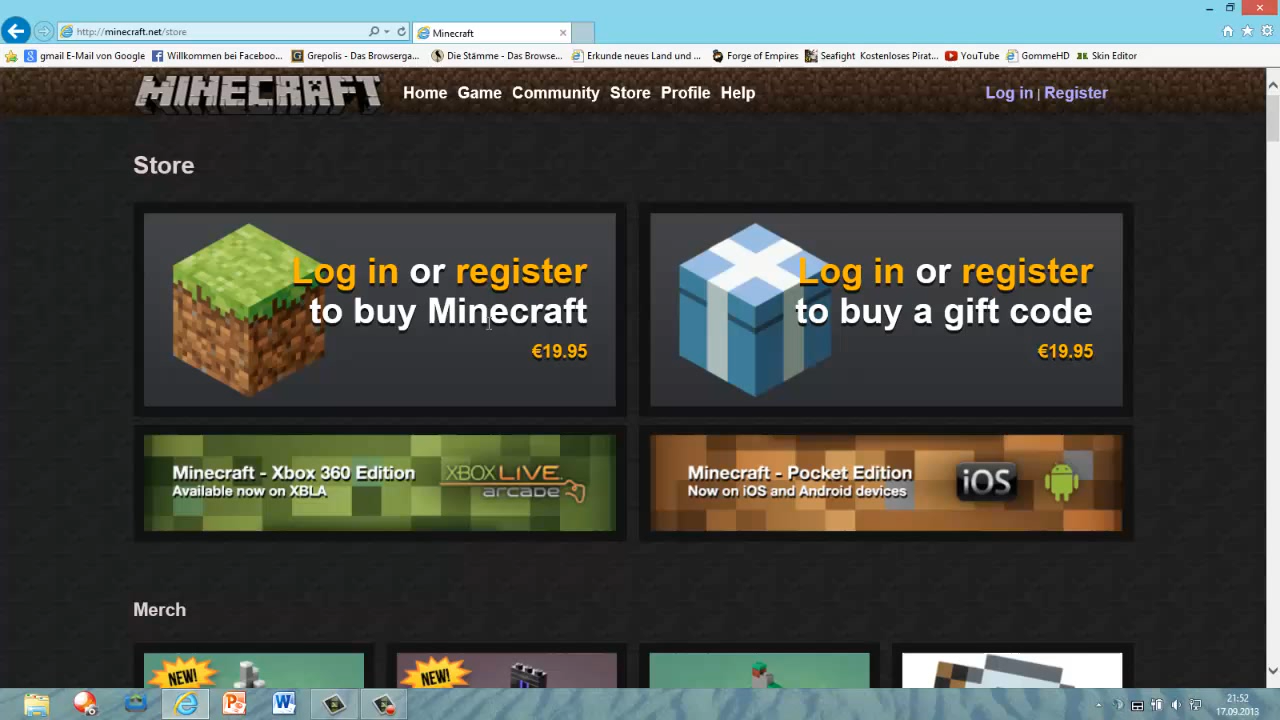 http://minecraft.net/store
Minecraft
gmail E-Mail von Google
Willkommen bei Faceboo...
Grepolis - Das Browserga...
Die Stämme - Das Browse...
Erkunde neues Land und ...
Forge of Empires
Seafight Kostenloses Pirat...
YouTube
GommeHD
Skin Editor
MINECRAFT
Home Game Community Store Profile Help
Log in | Register
Store
Log in or register
to buy Minecraft
€19.95
Log in or register
to buy a gift code
€19.95
Minecraft - Xbox 360 Edition
Available now on XBLA
XBOX LIVE
arcade
Minecraft - Pocket Edition
Now on iOS and Android devices
iOS
Merch
NEW!
NEW!
21:52
17.09.2013